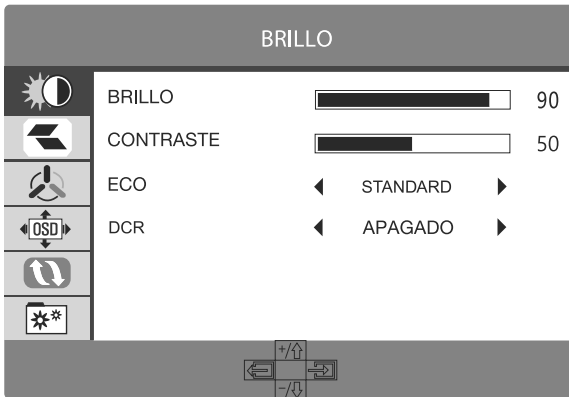 BRILLO
BRILLO 90
CONTRASTE 50
ECO STANDARD
DCR APAGADO
OSD
+/
-/